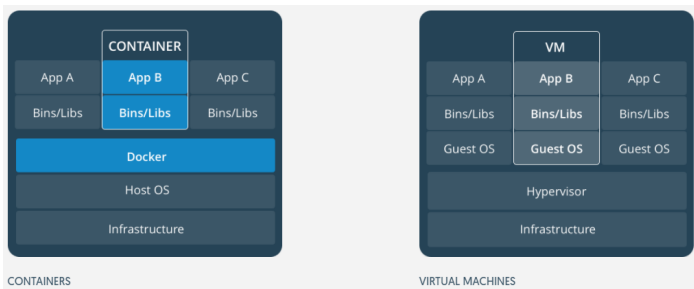 CONTAINER
App A App B App C
Bins/Libs Bins/Libs Bins/Libs
Docker
Host OS
Infrastructure
CONTAINERS
VM
App A App B App C
Bins/Libs Bins/Libs Bins/Libs
Guest OS Guest OS Guest OS
Hypervisor
Infrastructure
VIRTUAL MACHINES